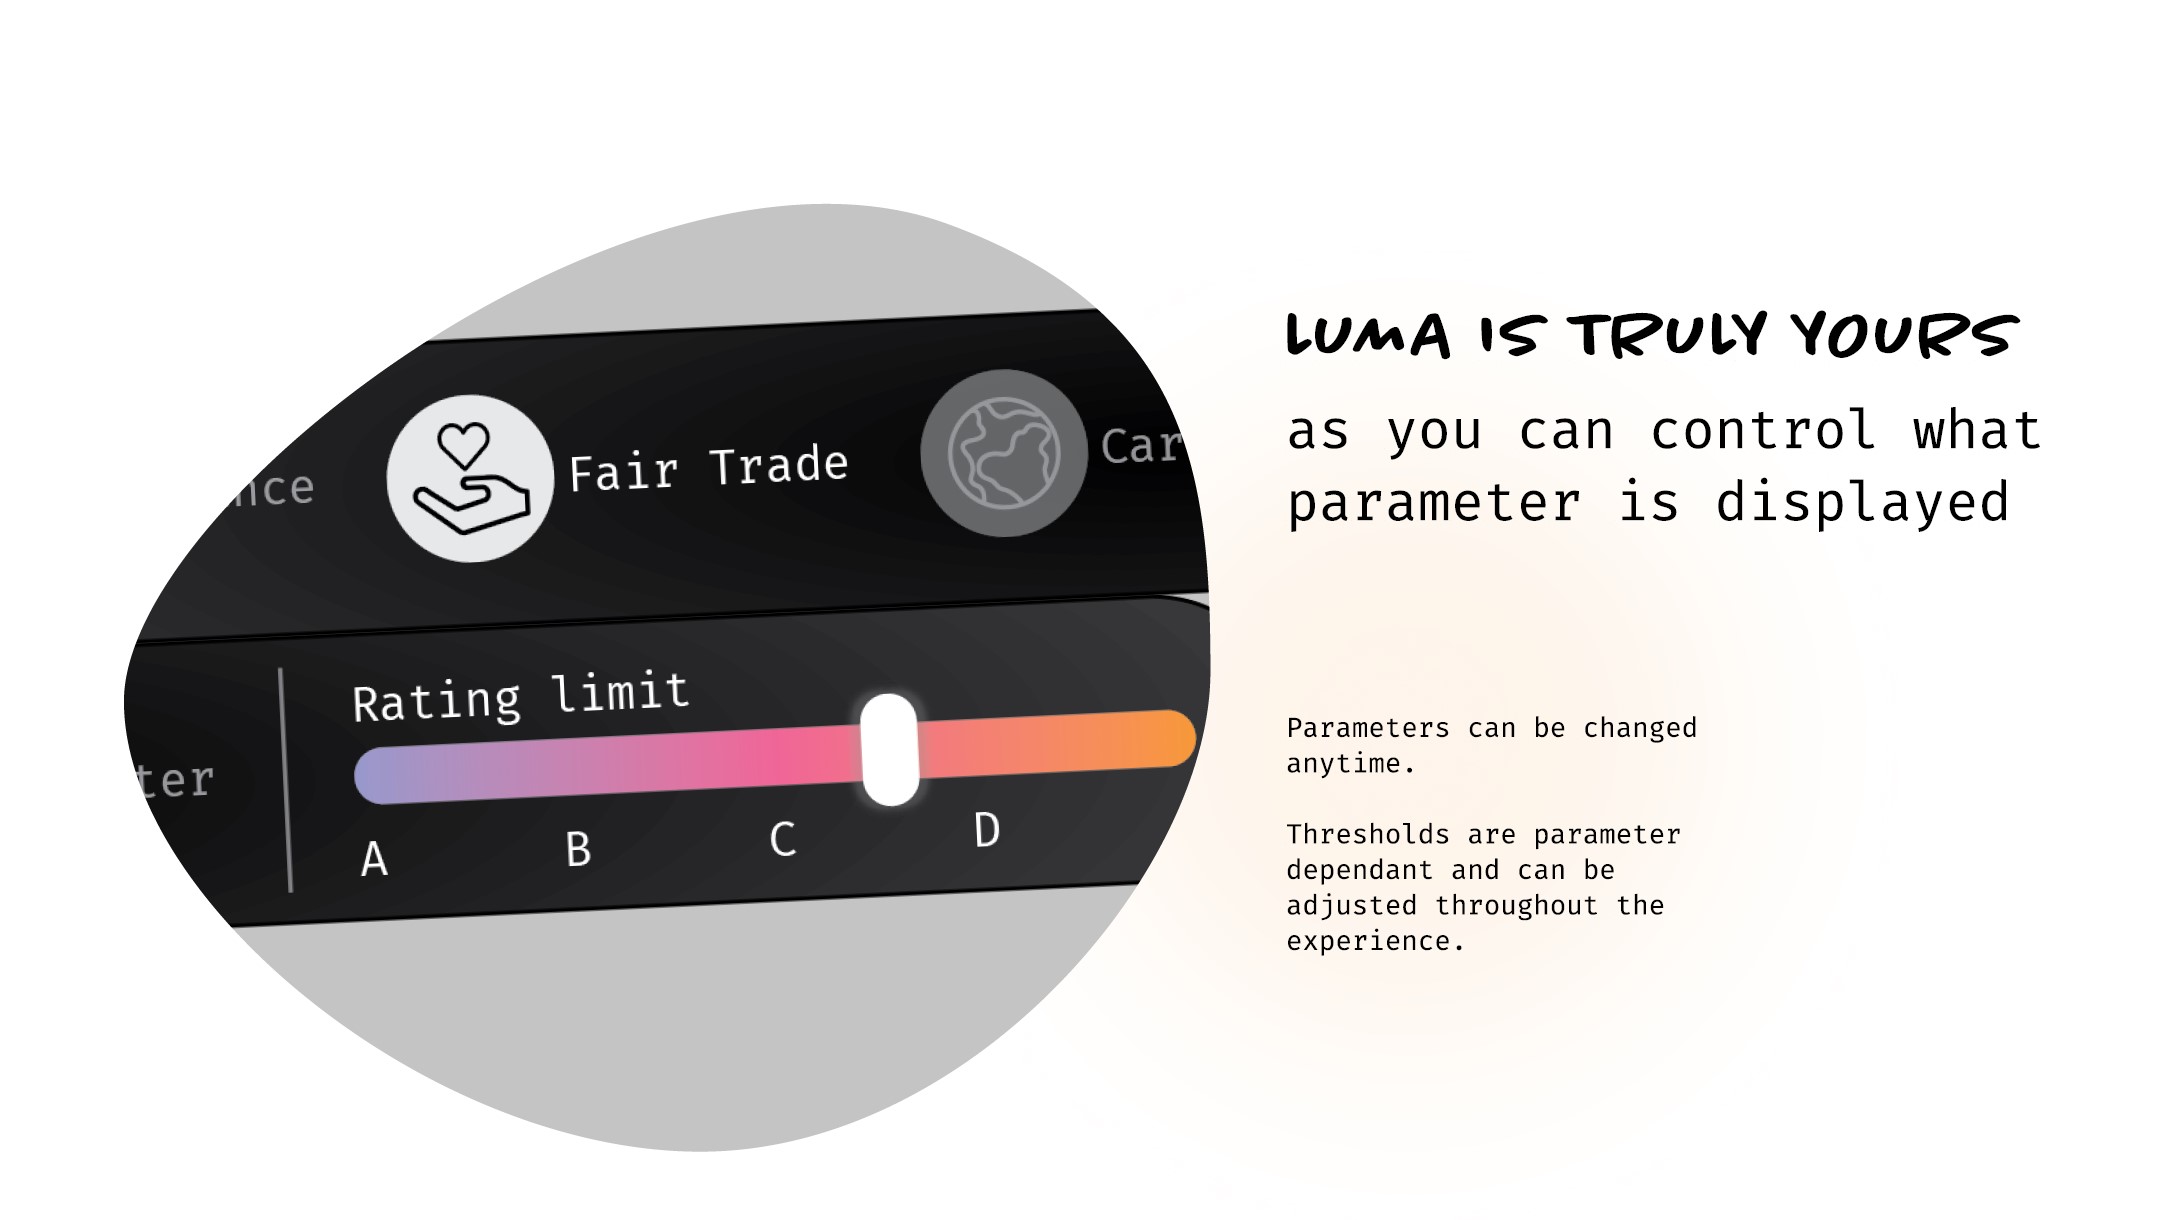 nce
Fair Trade
Car
ter
Rating limit
A B C D
LUMA IS TRULY YOURS
as you can control what
parameter is displayed
Parameters can be changed
anytime.
Thresholds are parameter
dependant and can be
adjusted throughout the
experience.